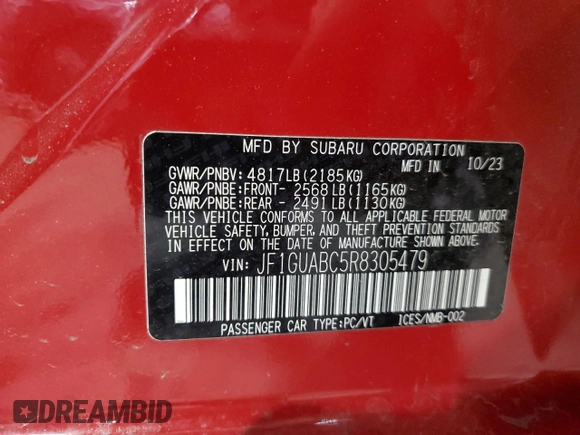 MFD BY SUBARU CORPORATION
MFD IN 10/23
GVWR/PNBV: 4817LB(2185KG)
GAWR/PNBE:FRONT- 2568LB(1165KG)
GAWR/PNBE:REAR - 2491LB(1130KG)
THIS VEHICLE CONFORMS TO ALL APPLICABLE FEDERAL MOTOR
VEHICLE SAFETY, BUMPER, AND THEFT PREVENTION STANDARDS
IN EFFECT ON THE DATE OF MANUFACTURE SHOWN ABOVE.
VIN: JF1GUABC5R8305479
PASSENGER CAR TYPE:PC/VT ICES/NMB-002
DREAMBID